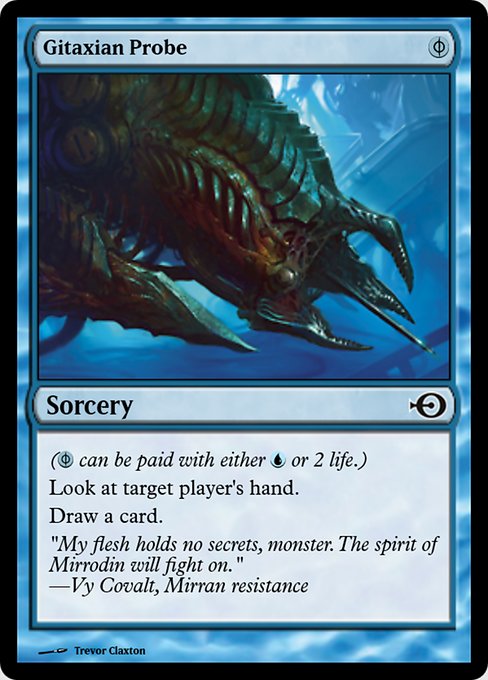 Gitaxian Probe
Sorcery
( can be paid with either or 2 life.)
Look at target player's hand.
Draw a card.
"My flesh holds no secrets, monster. The spirit of
Mirrodin will fight on."
—Vy Covalt, Mirran resistance
Trevor Claxton